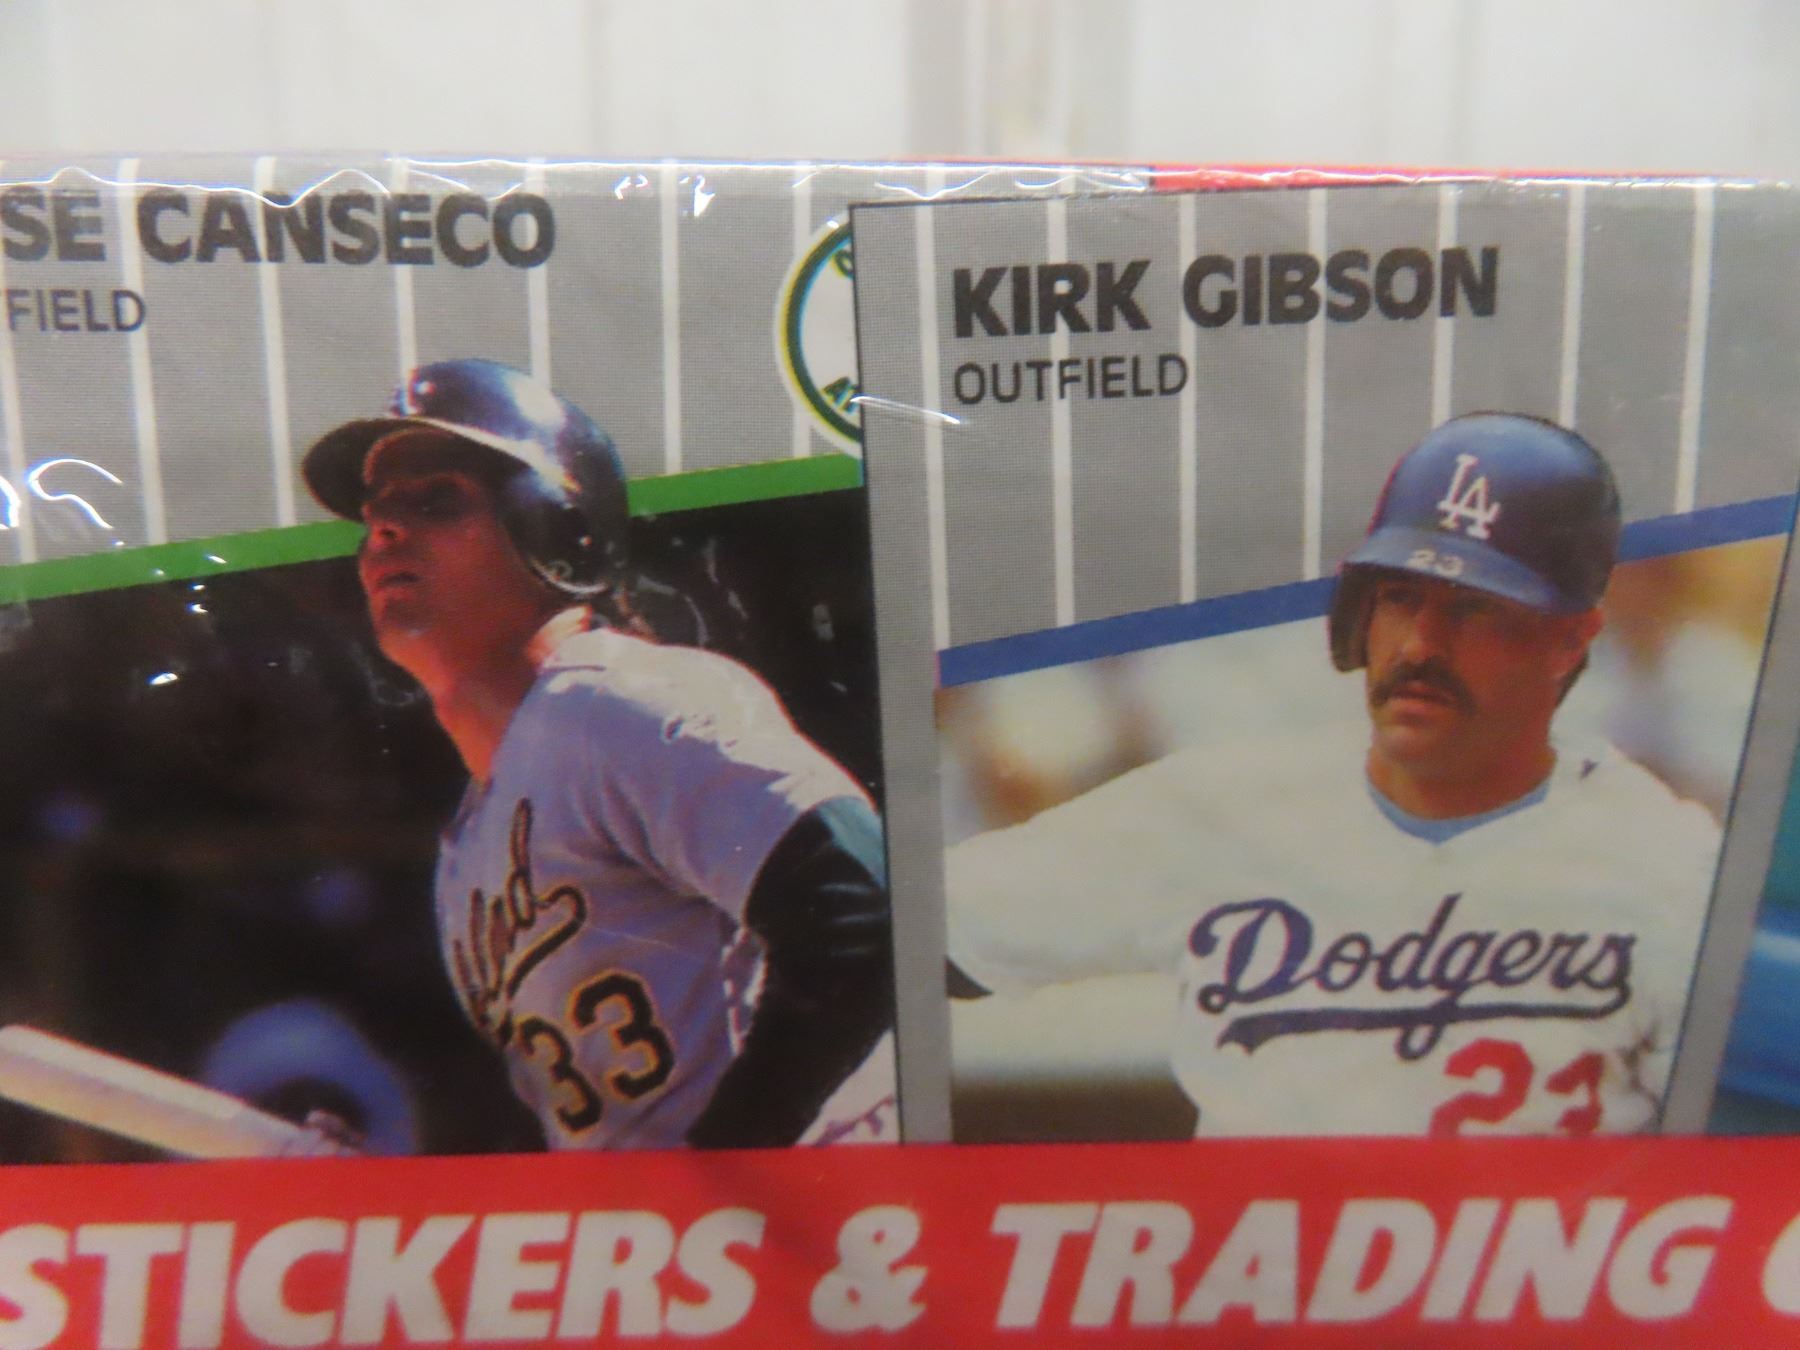 SE CANSECO
FIELD
KIRK GIBSON
OUTFIELD
LA
23
Dodgers
23
33
STICKERS & TRADING